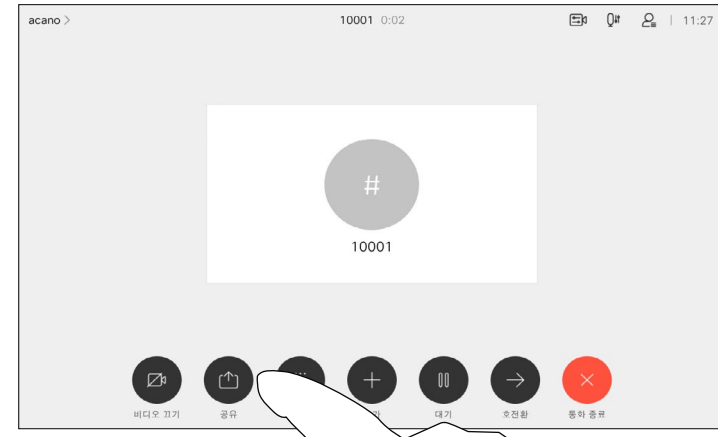 acano >
10001 0:02
11:27
#
10001
비디오 끄기
공유
대기
호전환
통화 종료